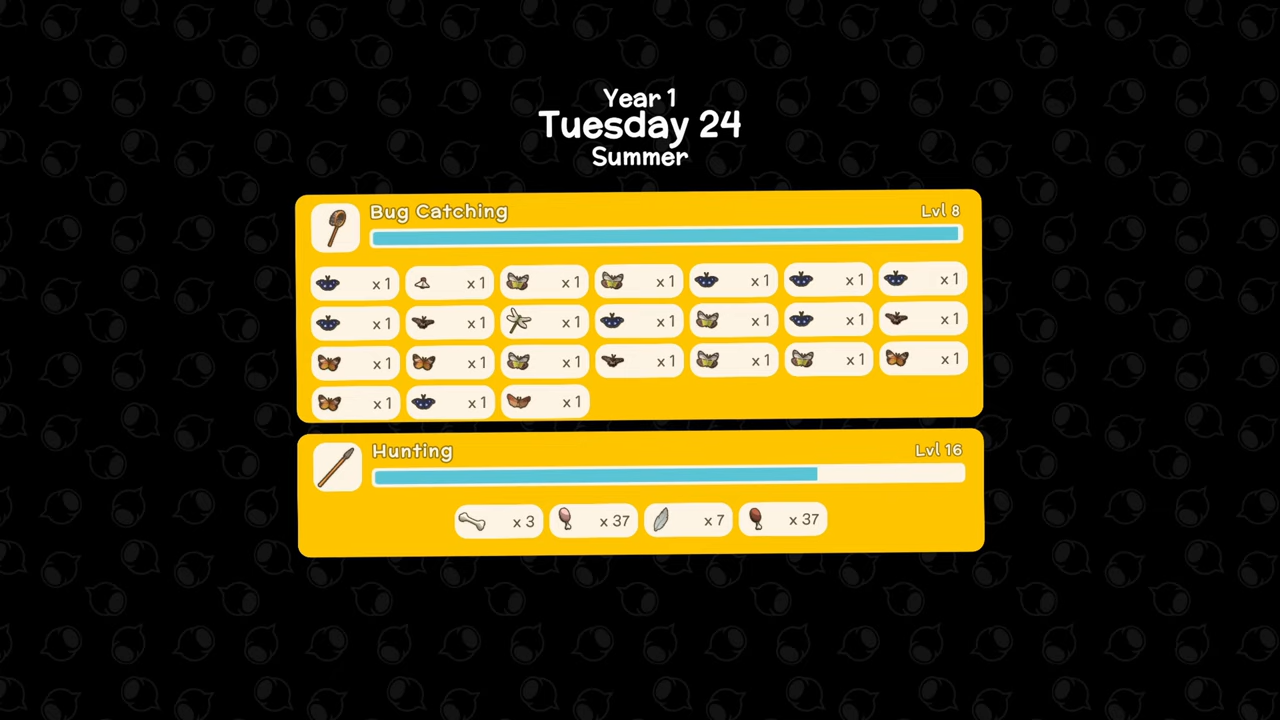 Year 1
Tuesday 24
Summer
Bug Catching Lvl 8
x 1 x 1 x 1 x 1 x 1 x 1 x 1
x 1 x 1 x 1 x 1 x 1 x 1 x 1
x 1 x 1 x 1 x 1 x 1 x 1 x 1
x 1 x 1 x 1
Hunting Lvl 16
x 3 x 37 x 7 x 37